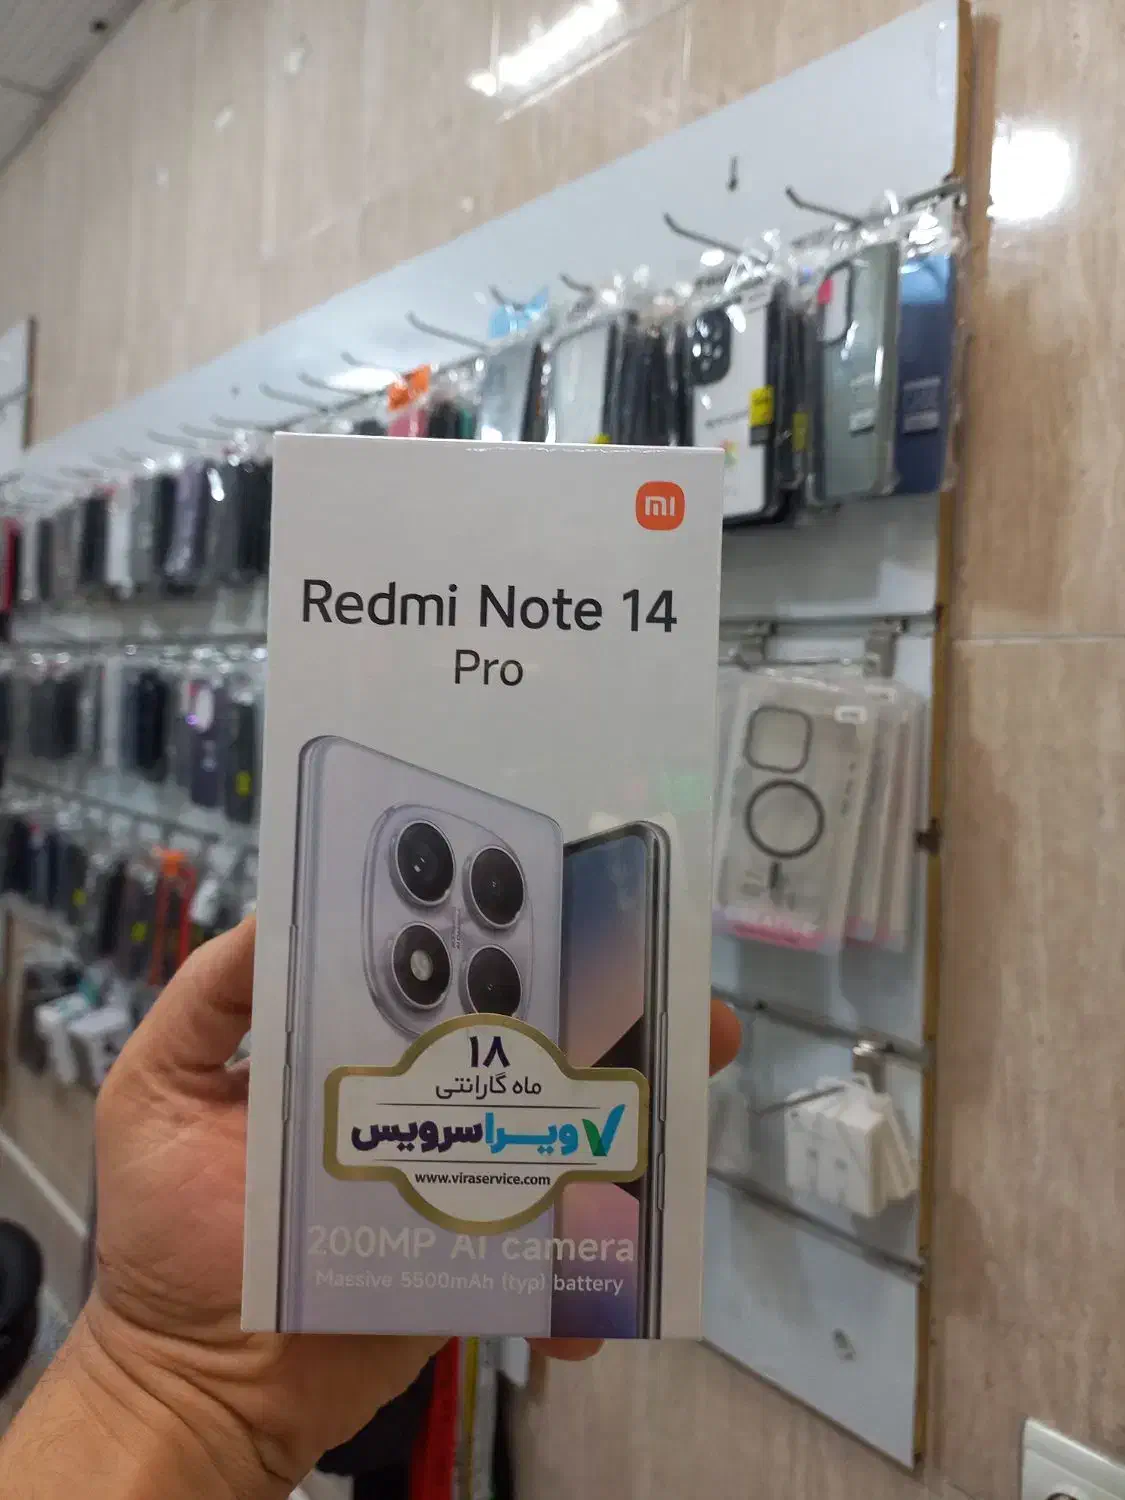 mi
Redmi Note 14
Pro
۱۸
ماه گارانتی
ویراسرویس
www.viraservice.com
200MP AI camera
Massive 5500mAh (typ) battery